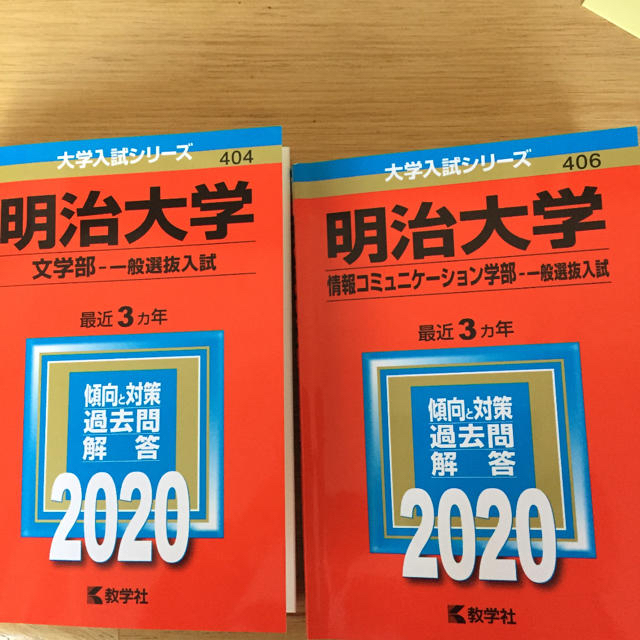 大学入試シリーズ 404
明治大学
文学部-一般選抜入試
最近3ヵ年
傾向と対策
過去問
解答
2020
教学社
大学入試シリーズ 406
明治大学
情報コミュニケーション学部-一般選抜入試
最近3ヵ年
傾向と対策
過去問
解答
2020
教学社